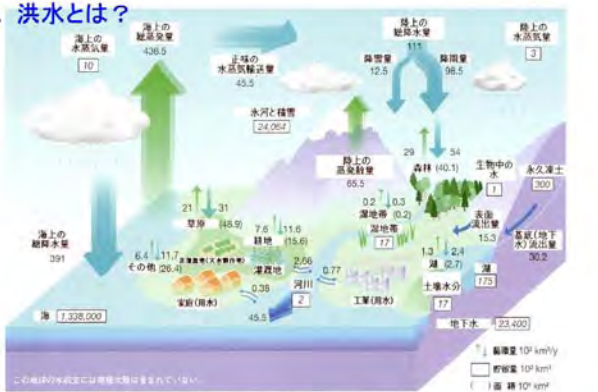 洪水とは？
海上の
水蒸気量
10
海上の
総蒸発量
436.5
正味の
水蒸気輸送量
45.5
陸上の
総降水量
111
降雪量
12.5
降雨量
98.5
陸上の
水蒸気量
3
氷河と積雪
24,064
陸上の
蒸発散量
65.5
29
54
森林 (40.1)
生物中の
水
1
永久凍土
300
海上の
総降水量
391
21
31
草原 (48.9)
0.2
0.3
湿地帯 (0.2)
湿地帯
17
表面
流出量
15.3
基底(地下
水)流出量
30.2
6.4
11.7
その他 (26.4)
7.6
11.6
耕地 (15.6)
灌漑地
2.66
家庭(用水)
0.38
河川
2
0.77
工業(用水)
45.5
1.3
2.4
湖 (2.7)
湖
175
土壌水分
17
海 1,338,000
地下水 23,400
循環量 10³ km³/y
貯留量 10³ km³
( )面 積 10⁶ km²